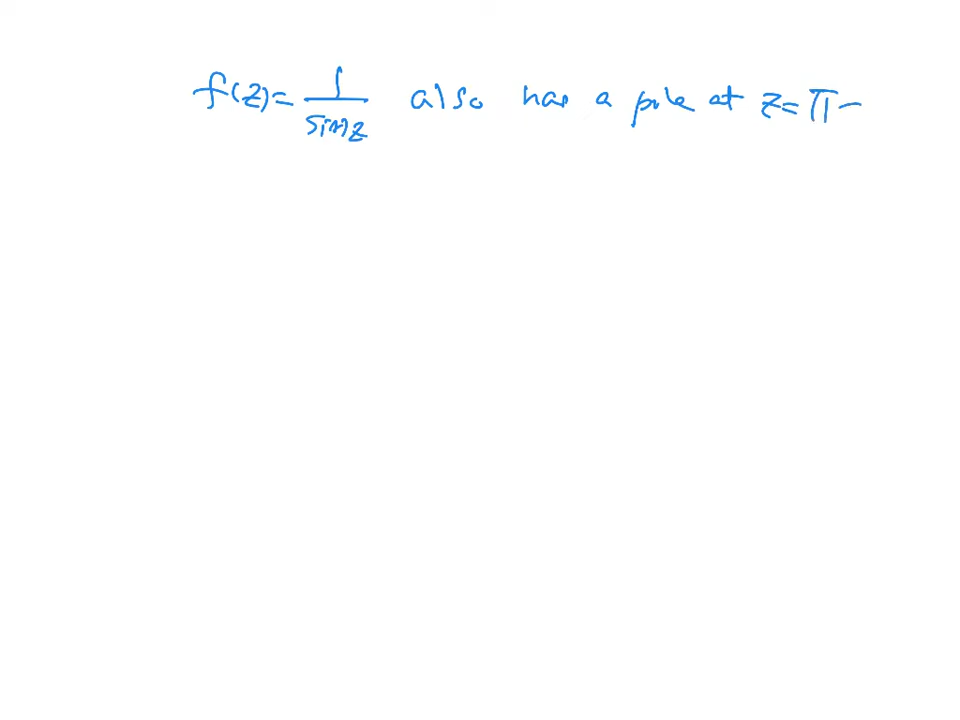 f(z) = 1/sin z also has a pole at z = π -